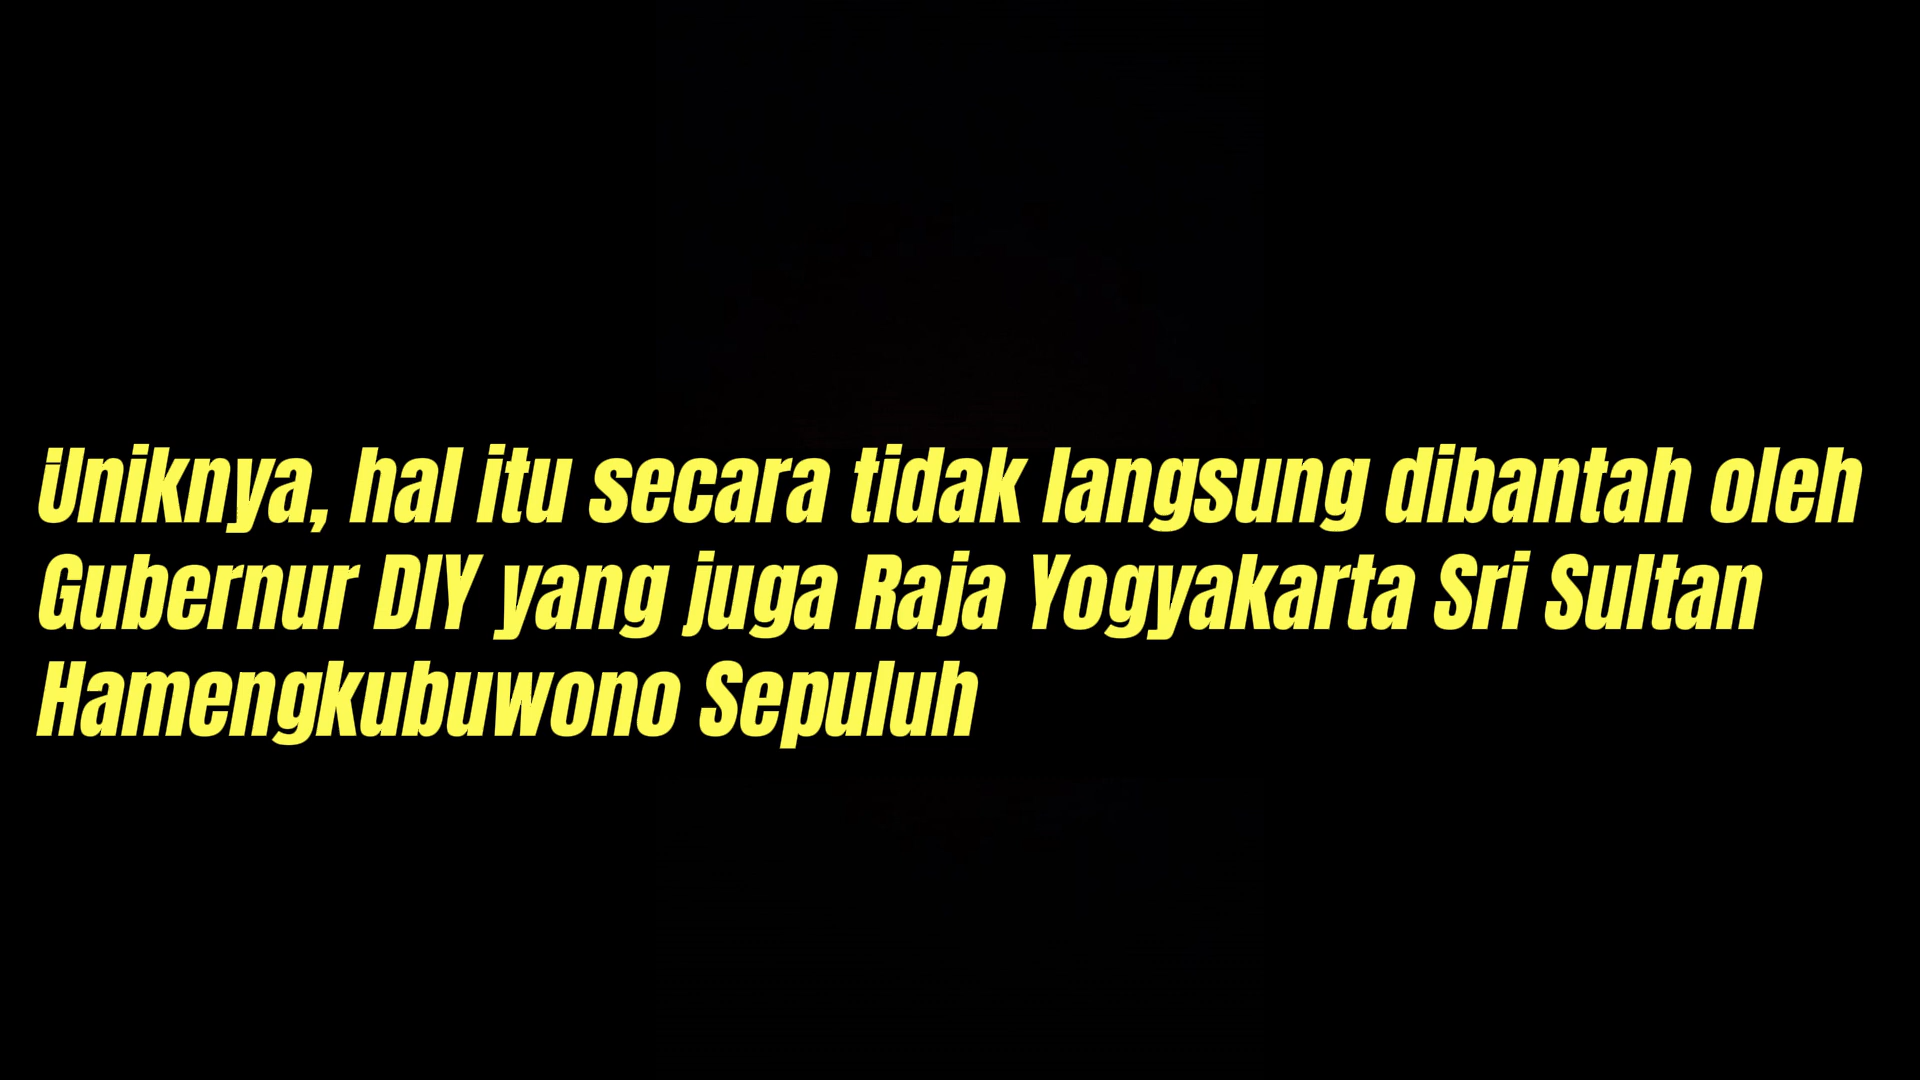 Uniknya, hal itu secara tidak langsung dibantah oleh
Gubernur DIY yang juga Raja Yogyakarta Sri Sultan
Hamengkubuwono Sepuluh